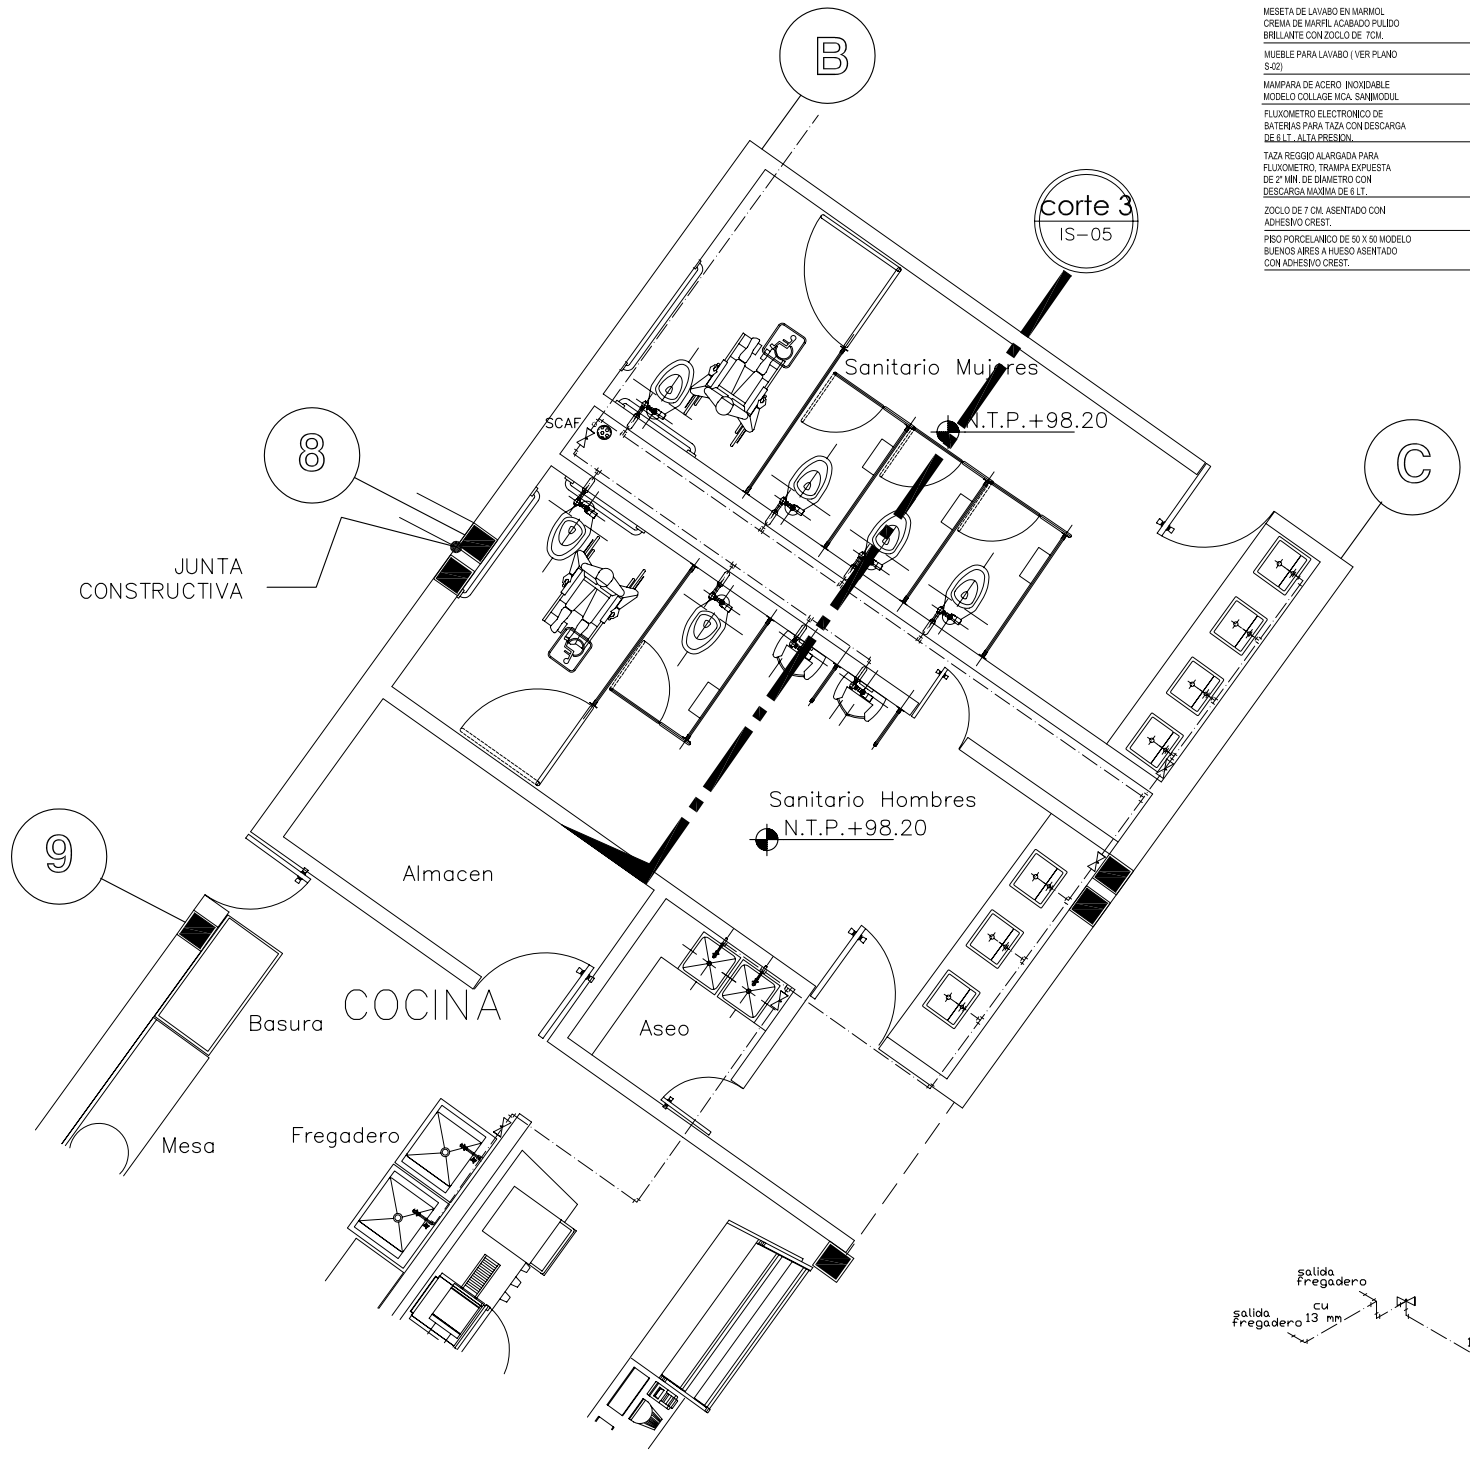 MESETA DE LAVABO EN MARMOL
CREMA DE MARFIL ACABADO PULIDO
BRILLANTE CON ZOCLO DE 7CM.
MUEBLE PARA LAVABO ( VER PLANO
S-02)
MAMPARA DE ACERO INOXIDABLE
MODELO COLLAGE MCA. SANIMODUL
FLUXOMETRO ELECTRONICO DE
BATERIAS PARA TAZA CON DESCARGA
DE 6 LT . ALTA PRESION.
TAZA REGGIO ALARGADA PARA
FLUXOMETRO, TRAMPA EXPUESTA
DE 2" MIN. DE DIAMETRO CON
DESCARGA MAXIMA DE 6 LT.
ZOCLO DE 7 CM. ASENTADO CON
ADHESIVO CREST.
PISO PORCELANICO DE 50 X 50 MODELO
BUENOS AIRES A HUESO ASENTADO
CON ADHESIVO CREST.
B
corte 3
IS-05
Sanitario Mujeres
N.T.P.+98.20
SCAF
8
C
JUNTA
CONSTRUCTIVA
Sanitario Hombres
N.T.P.+98.20
9
Almacen
COCINA
Basura
Aseo
Fregadero
Mesa
salida
fregadero
cu
13 mm
salida
fregadero
1